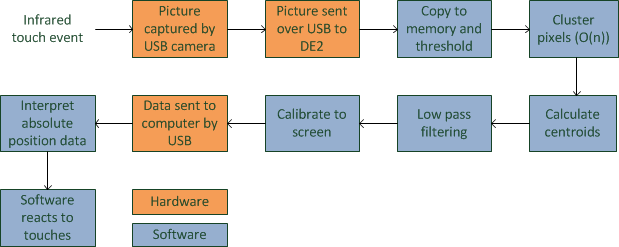 Infrared
touch event
Picture
captured by
USB camera
Picture sent
over USB to
DE2
Copy to
memory and
threshold
Cluster
pixels (O(n))
Calculate
centroids
Low pass
filtering
Calibrate to
screen
Data sent to
computer by
USB
Interpret
absolute
position data
Software
reacts to
touches
Hardware
Software